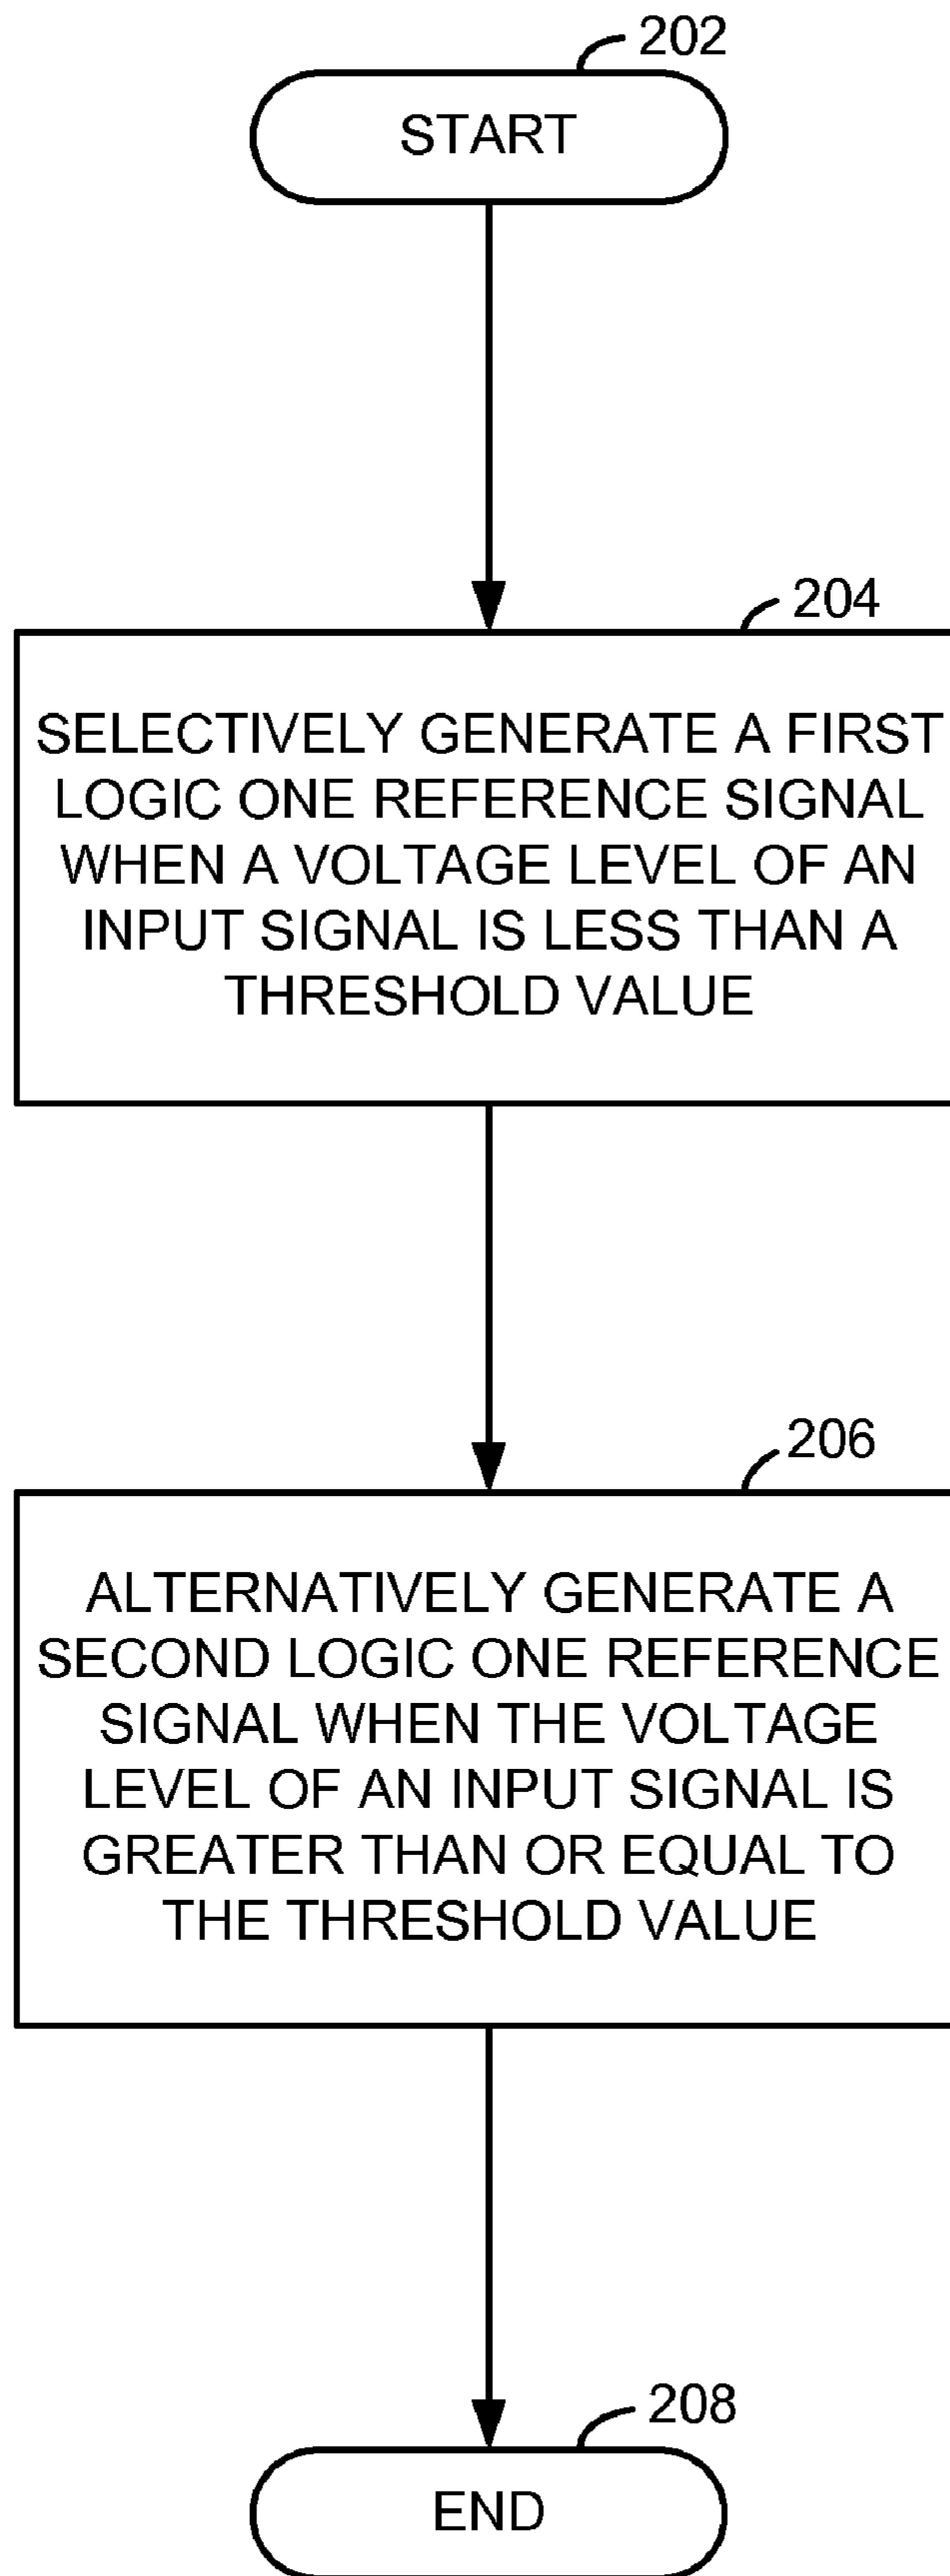 202
START
204
SELECTIVELY GENERATE A FIRST
LOGIC ONE REFERENCE SIGNAL
WHEN A VOLTAGE LEVEL OF AN
INPUT SIGNAL IS LESS THAN A
THRESHOLD VALUE
206
ALTERNATIVELY GENERATE A
SECOND LOGIC ONE REFERENCE
SIGNAL WHEN THE VOLTAGE
LEVEL OF AN INPUT SIGNAL IS
GREATER THAN OR EQUAL TO
THE THRESHOLD VALUE
208
END